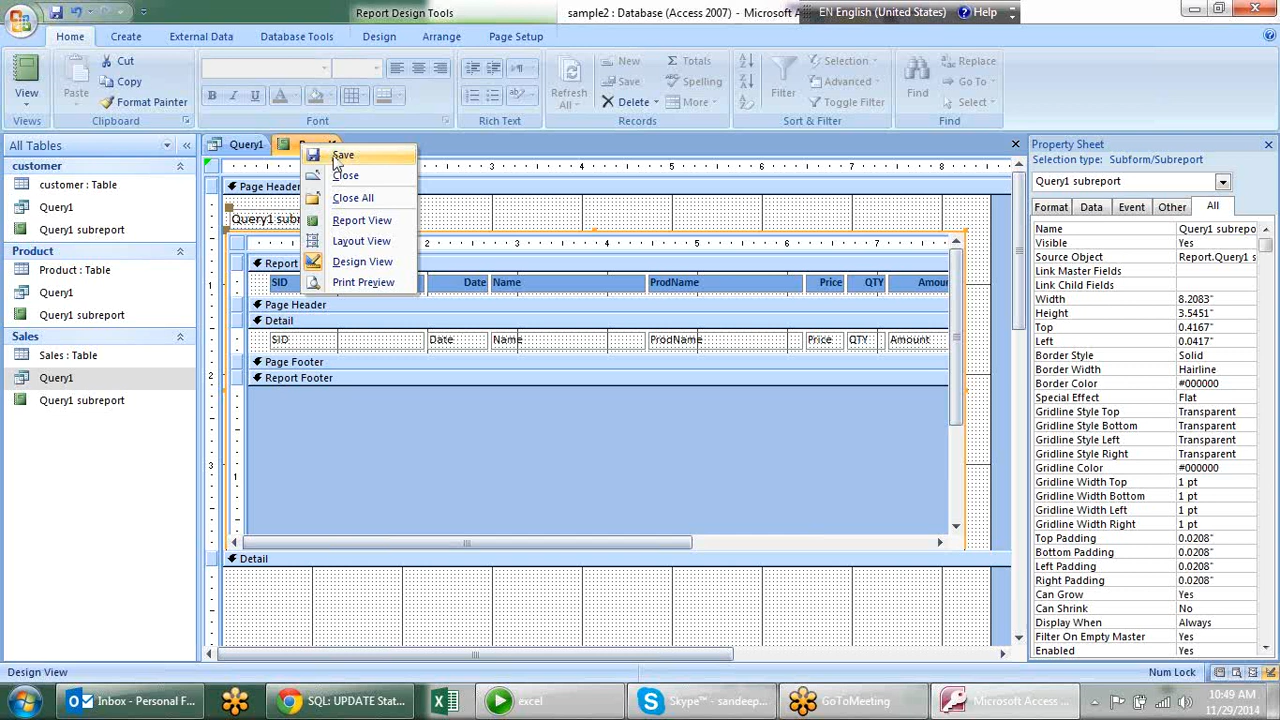 Report Design Tools
sample2 : Database (Access 2007) - Microsoft A
EN English (United States)
Help
Home
Create
External Data
Database Tools
Design
Arrange
Page Setup
View
Views
Paste
Cut
Copy
Format Painter
Clipboard
B I U A
Font
Rich Text
Refresh
All
New
Save
Delete
Totals
Spelling
More
Records
Filter
Selection
Advanced
Toggle Filter
Sort & Filter
Find
Replace
Go To
Select
Find
All Tables
customer
customer : Table
Query1
Query1 subreport
Product
Product : Table
Query1
Query1 subreport
Sales
Sales : Table
Query1
Query1 subreport
Query1
Save
Close
Close All
Report View
Layout View
Design View
Print Preview
Page Header
Query1 subr
2 3 4 5 6 7
Report
SID Date Name ProdName Price QTY Amoun
Page Header
Detail
SID Date Name ProdName Price QTY Amount
Page Footer
Report Footer
Detail
Property Sheet
Selection type: Subform/Subreport
Query1 subreport
Format Data Event Other All
Name Query1 subrepo
Visible Yes
Source Object Report.Query1 s
Link Master Fields
Link Child Fields
Width 8.2083"
Height 3.5451"
Top 0.4167"
Left 0.0417"
Border Style Solid
Border Width Hairline
Border Color #000000
Special Effect Flat
Gridline Style Top Transparent
Gridline Style Bottom Transparent
Gridline Style Left Transparent
Gridline Style Right Transparent
Gridline Color #000000
Gridline Width Top 1 pt
Gridline Width Bottom 1 pt
Gridline Width Left 1 pt
Gridline Width Right 1 pt
Top Padding 0.0208"
Bottom Padding 0.0208"
Left Padding 0.0208"
Right Padding 0.0208"
Can Grow Yes
Can Shrink No
Display When Always
Filter On Empty Master Yes
Enabled Yes
Design View
Num Lock
Inbox - Personal F...
SQL: UPDATE Stat...
excel
Skype™ - sandeep...
GoToMeeting
Microsoft Access ...
10:49 AM
11/29/2014